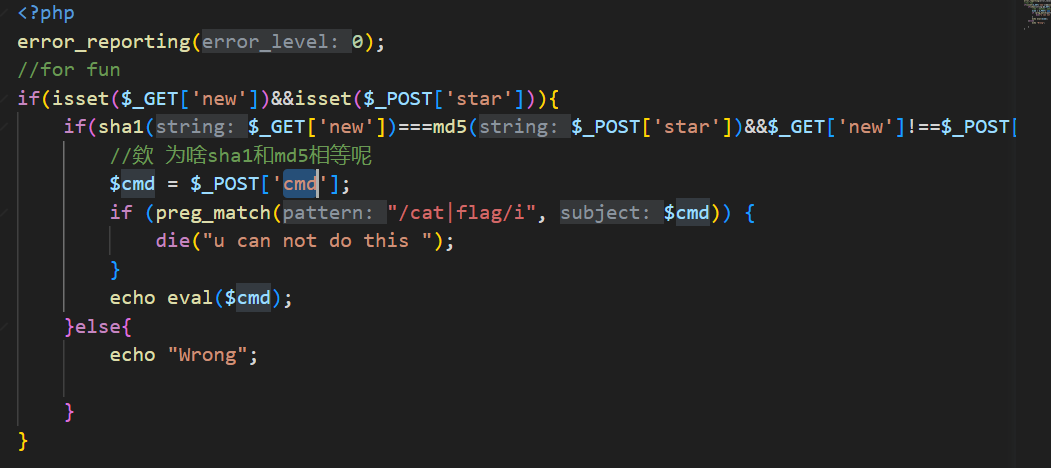 <?php
error_reporting(error_level: 0);
//for fun
if(isset($_GET['new'])&&isset($_POST['star'])){
if(sha1(string: $_GET['new'])===md5(string: $_POST['star'])&&$_GET['new']!==$_POST[
//欸 为啥sha1和md5相等呢
$cmd = $_POST['cmd'];
if (preg_match(pattern: "/cat|flag/i", subject: $cmd)) {
die("u can not do this ");
}
echo eval($cmd);
}else{
echo "Wrong";
}
}